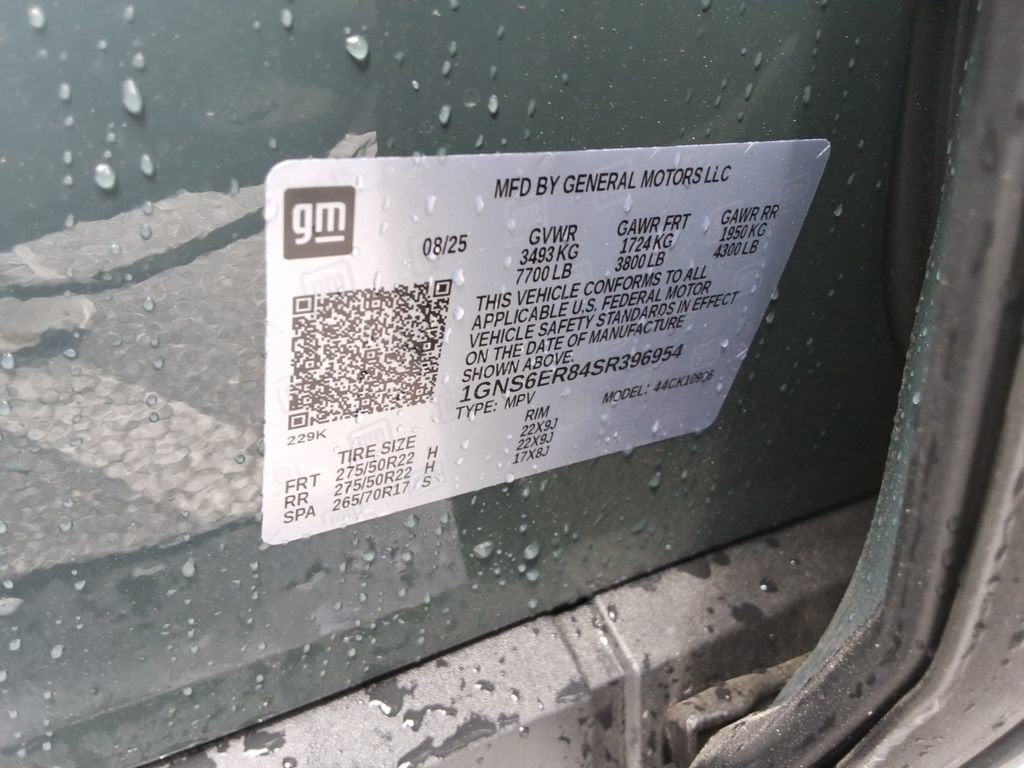 gm
MFD BY GENERAL MOTORS LLC
08/25
GVWR
3493 KG
7700 LB
GAWR FRT
1724 KG
3800 LB
GAWR RR
1950 KG
4300 LB
THIS VEHICLE CONFORMS TO ALL
APPLICABLE U.S. FEDERAL MOTOR
VEHICLE SAFETY STANDARDS IN EFFECT
ON THE DATE OF MANUFACTURE
SHOWN ABOVE.
1GNS6ER84SR396954
TYPE: MPV
MODEL:
229K
TIRE SIZE
RIM
FRT 275/50R22 H 22X9J
RR 275/50R22 H 22X9J
SPA 265/70R17 S 17X8J